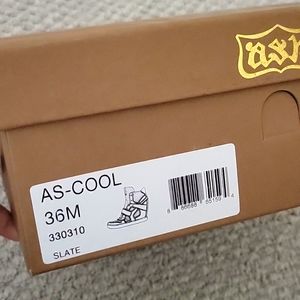 ash
AS-COOL
36M
330310
SLATE